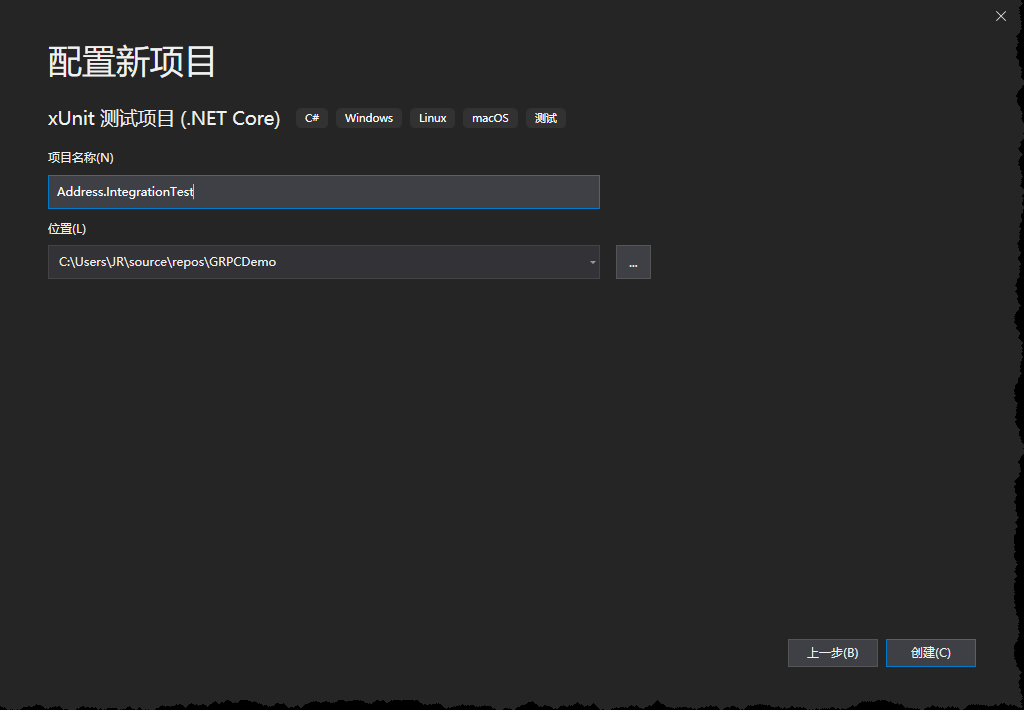 配置新项目
xUnit 测试项目 (.NET Core) C# Windows Linux macOS 测试
项目名称(N)
Address.IntegrationTest
位置(L)
C:\Users\JR\source\repos\GRPCDemo ...
上一步(B) 创建(C)